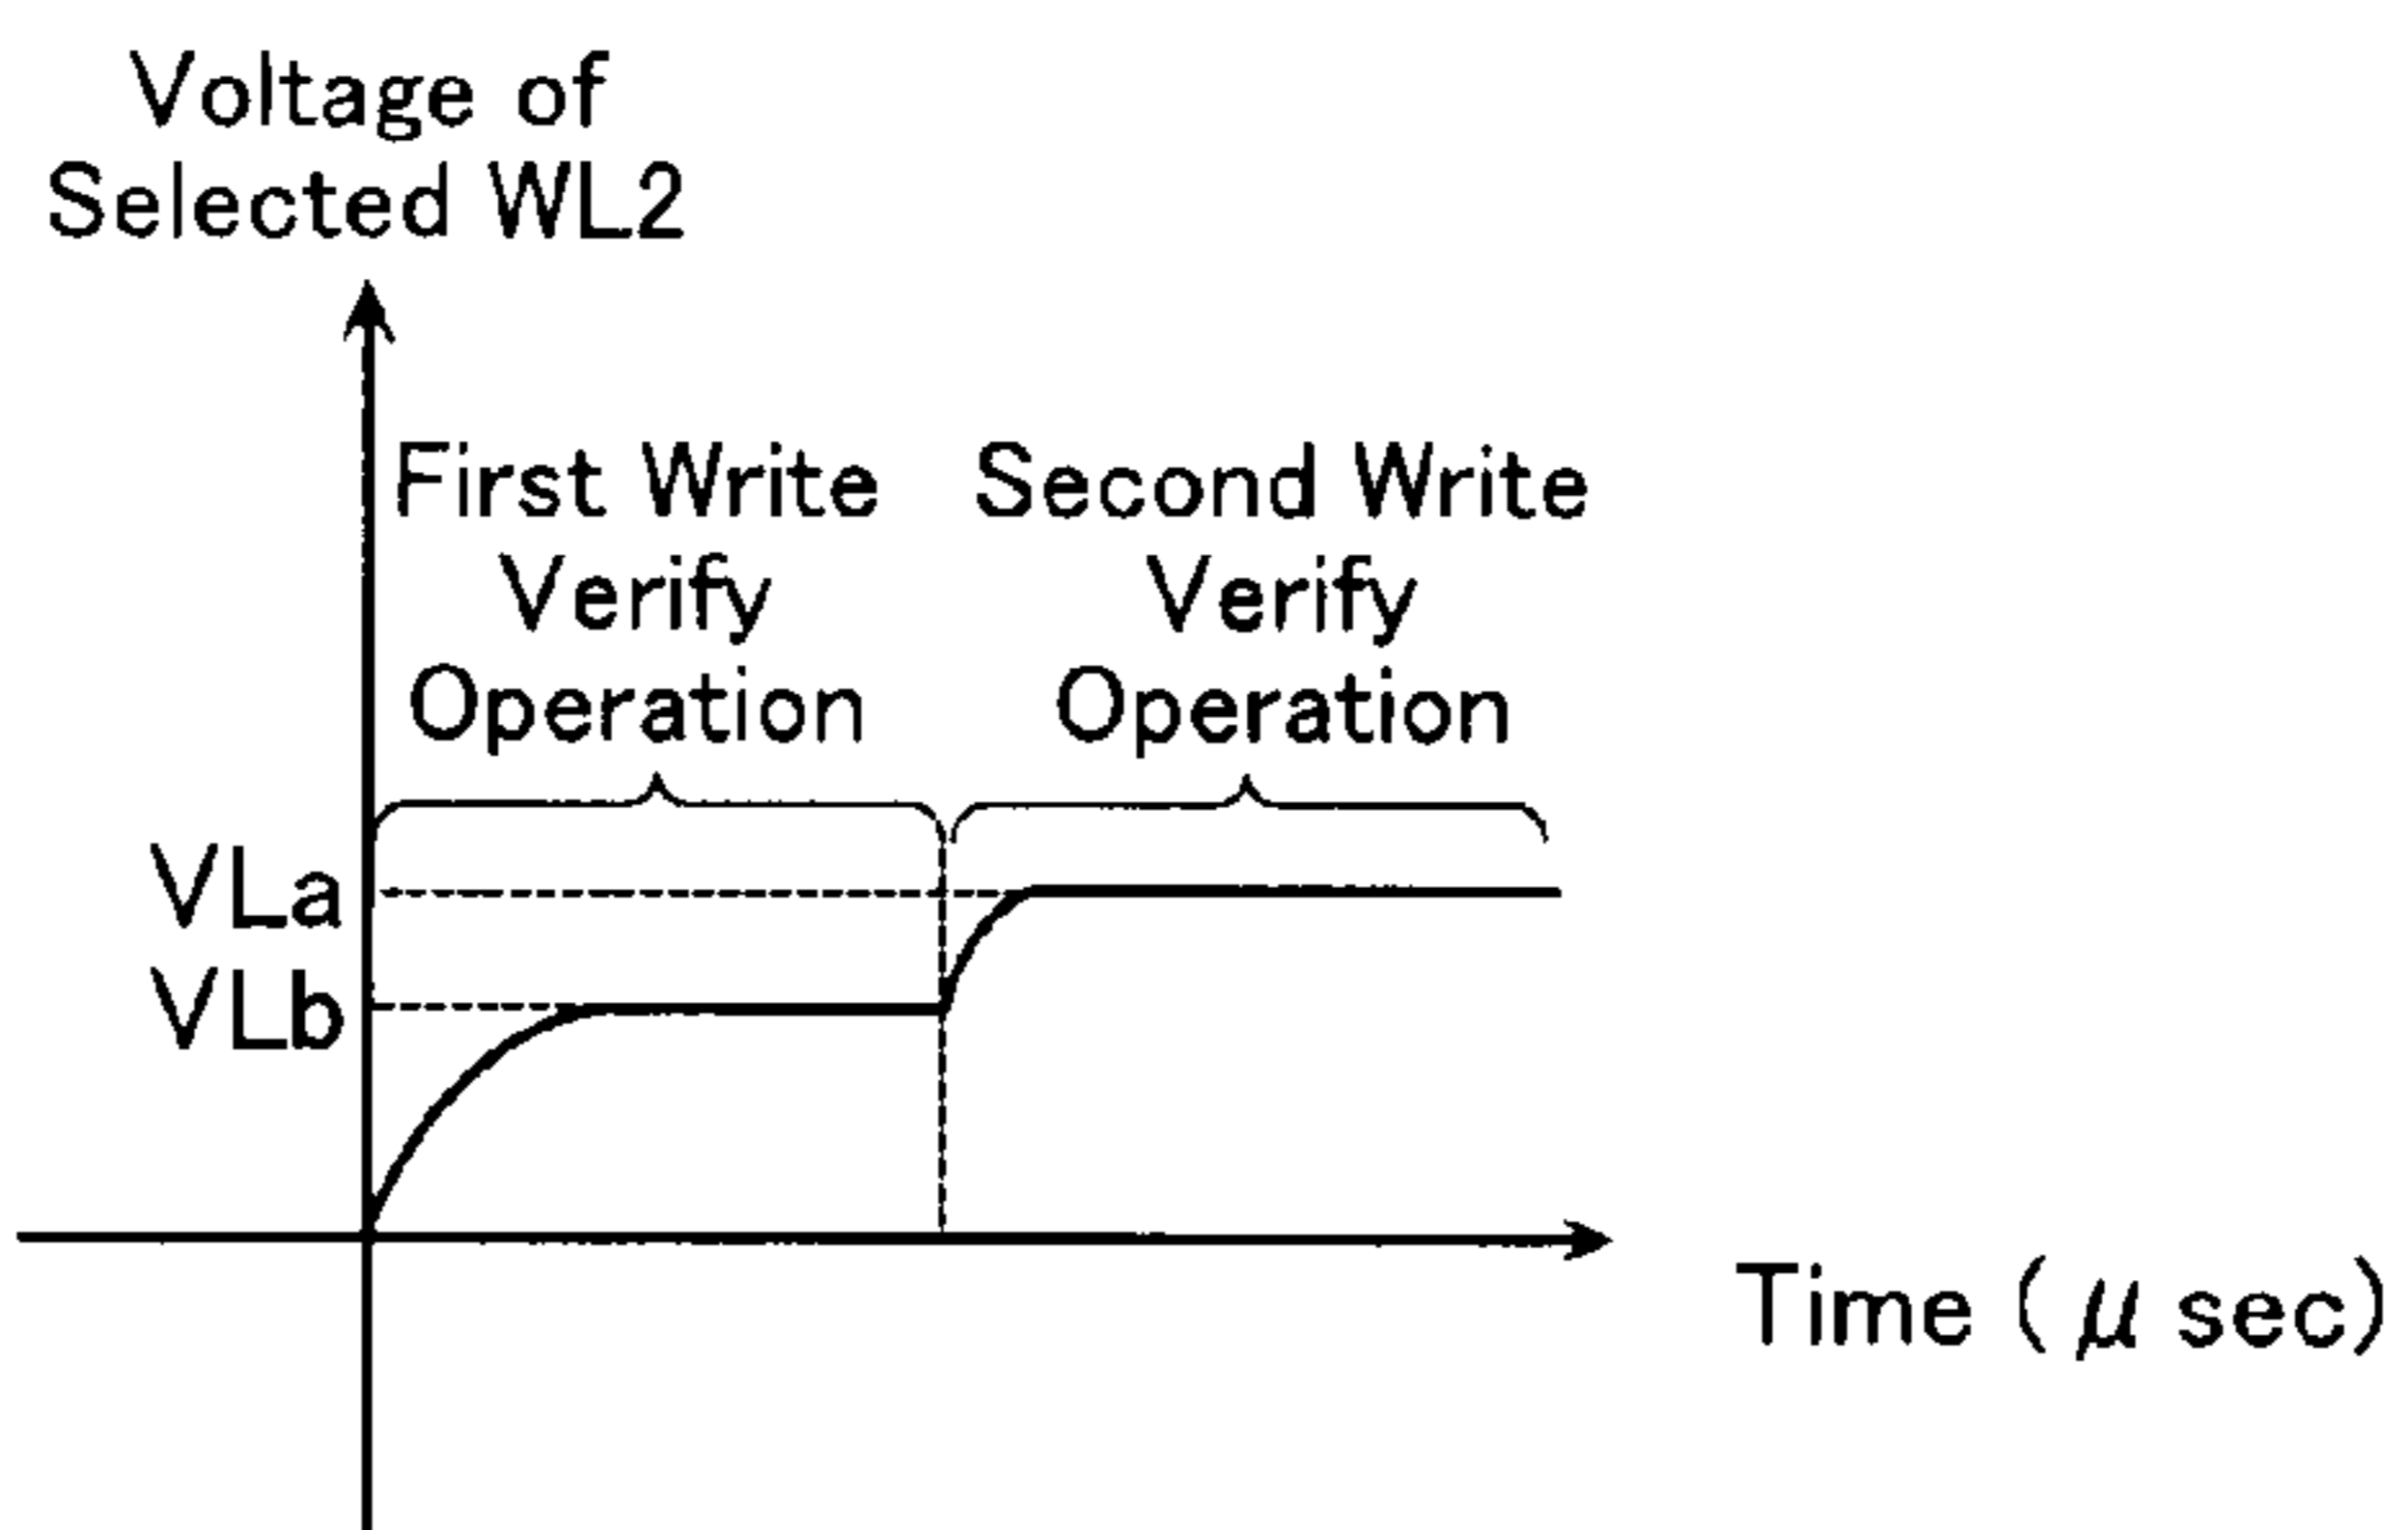 Voltage of
Selected WL2
First Write
Verify
Operation
Second Write
Verify
Operation
VLa
VLb
Time (μ sec)